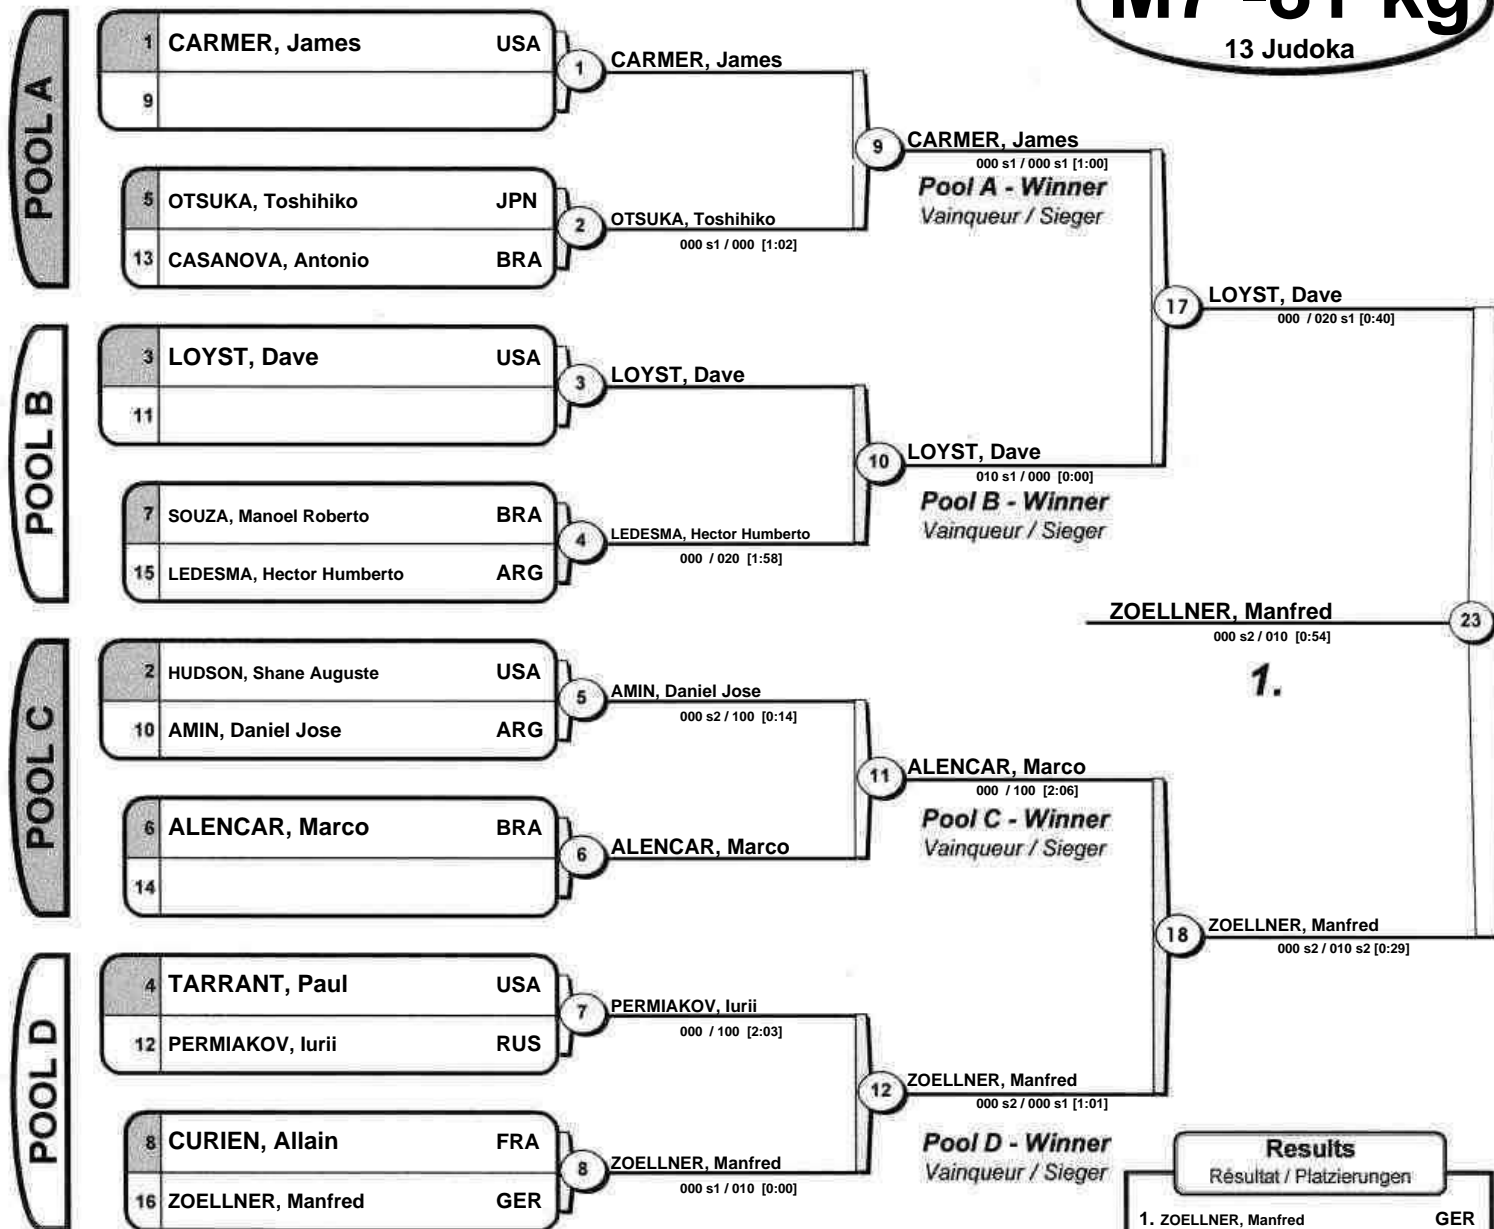 M7 -81 kg
13 Judoka
POOL A
1 CARMER, James USA
9
1
CARMER, James
5 OTSUKA, Toshihiko JPN
13 CASANOVA, Antonio BRA
2
OTSUKA, Toshihiko
000 s1 / 000 [1:02]
9
CARMER, James
000 s1 / 000 s1 [1:00]
Pool A - Winner
Vainqueur / Sieger
POOL B
3 LOYST, Dave USA
11
3
LOYST, Dave
7 SOUZA, Manoel Roberto BRA
15 LEDESMA, Hector Humberto ARG
4
LEDESMA, Hector Humberto
000 / 020 [1:58]
10
LOYST, Dave
010 s1 / 000 [0:00]
Pool B - Winner
Vainqueur / Sieger
17
LOYST, Dave
000 / 020 s1 [0:40]
POOL C
2 HUDSON, Shane Auguste USA
10 AMIN, Daniel Jose ARG
5
AMIN, Daniel Jose
000 s2 / 100 [0:14]
6 ALENCAR, Marco BRA
14
6
ALENCAR, Marco
11
ALENCAR, Marco
000 / 100 [2:06]
Pool C - Winner
Vainqueur / Sieger
POOL D
4 TARRANT, Paul USA
12 PERMIAKOV, Iurii RUS
7
PERMIAKOV, Iurii
000 / 100 [2:03]
8 CURIEN, Allain FRA
16 ZOELLNER, Manfred GER
8
ZOELLNER, Manfred
000 s1 / 010 [0:00]
12
ZOELLNER, Manfred
000 s2 / 000 s1 [1:01]
Pool D - Winner
Vainqueur / Sieger
18
ZOELLNER, Manfred
000 s2 / 010 s2 [0:29]
ZOELLNER, Manfred
000 s2 / 010 [0:54]
23
1.
Results
Résultat / Platzierungen
1. ZOELLNER, Manfred GER